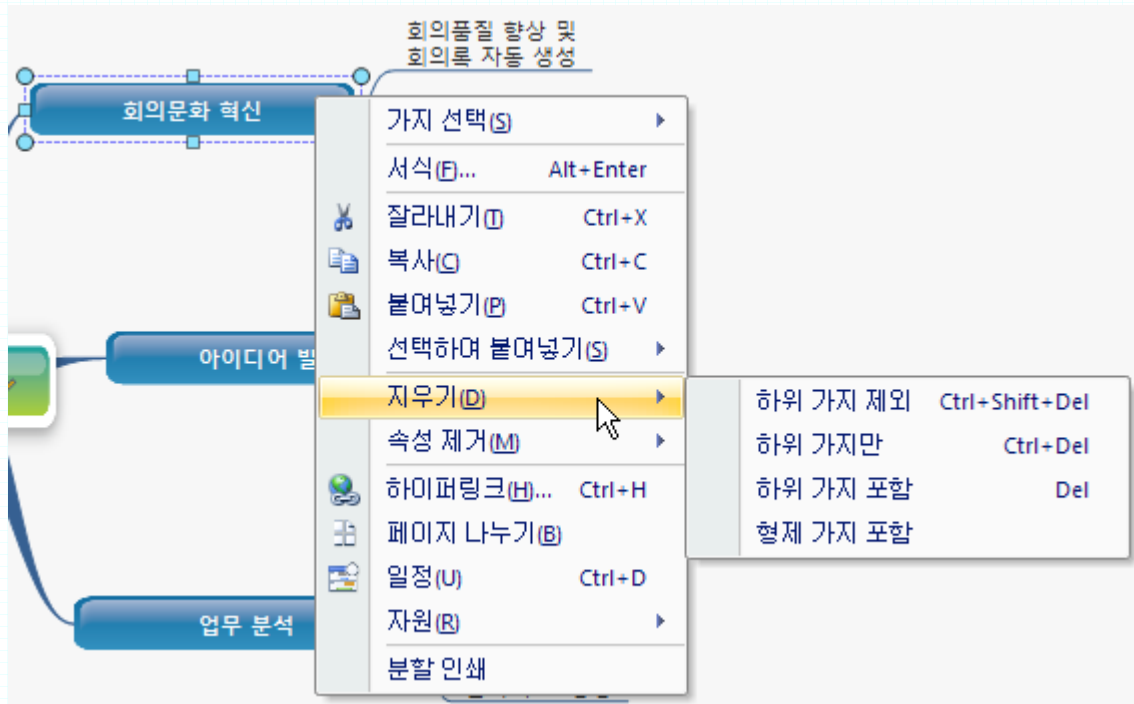 회의품질 향상 및
회의록 자동 생성
회의문화 혁신
가지 선택(S)
서식(F)... Alt+Enter
잘라내기(T) Ctrl+X
복사(C) Ctrl+C
붙여넣기(P) Ctrl+V
아이디어
선택하여 붙여넣기(S)
지우기(D)
하위 가지 제외 Ctrl+Shift+Del
속성 제거(M)
하위 가지만 Ctrl+Del
하이퍼링크(H)... Ctrl+H
하위 가지 포함 Del
페이지 나누기(B)
형제 가지 포함
일정(U) Ctrl+D
자원(R)
업무 분석
분할 인쇄